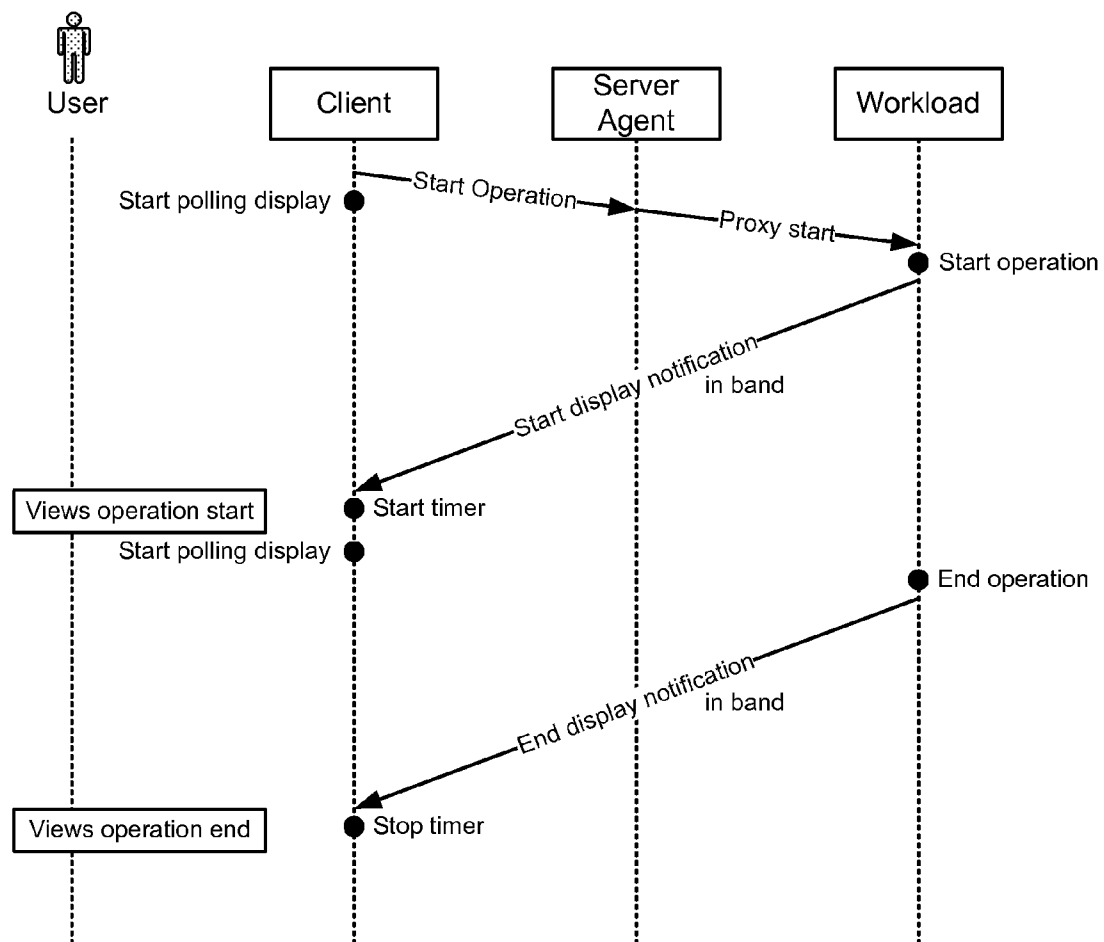 User
Client
Server
Agent
Workload
Start Operation
Start polling display
Proxy start
Start operation
Start display notification
in band
Views operation start
Start timer
Start polling display
End operation
End display notification
in band
Views operation end
Stop timer